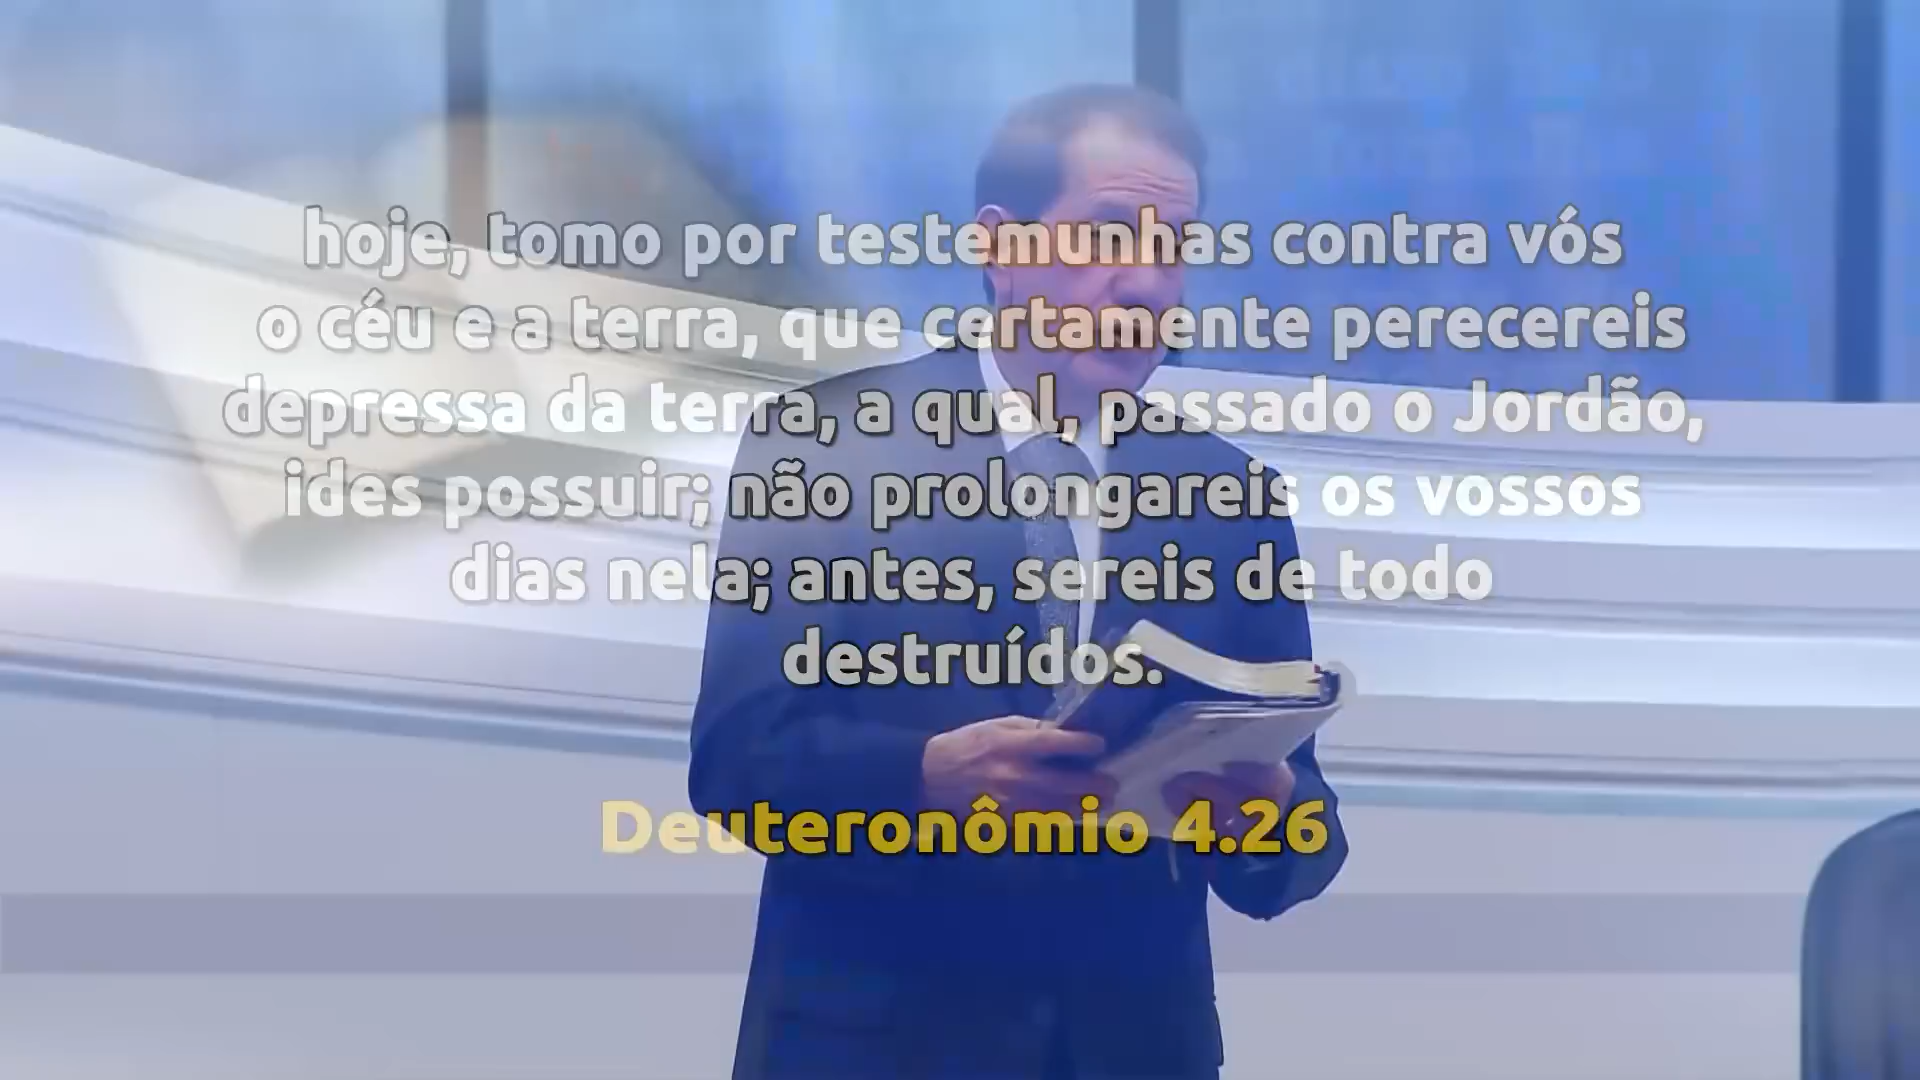 hoje, tomo por testemunhas contra vós
o céu e a terra, que certamente perecereis
depressa da terra, a qual, passado o Jordão,
ides possuir; não prolongareis os vossos
dias nela; antes, sereis de todo
destruídos.
Deuteronômio 4.26